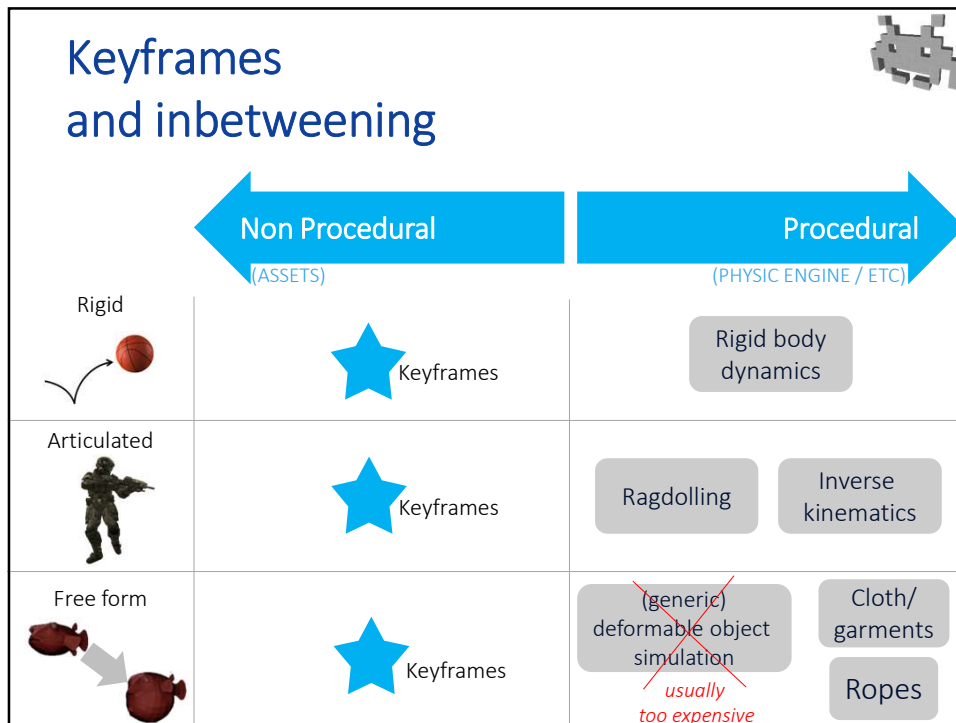 Keyframes
and inbetweening
Non Procedural
Procedural
(ASSETS)
(PHYSIC ENGINE / ETC)
Rigid
Keyframes
Rigid body
dynamics
Articulated
Keyframes
Ragdolling
Inverse
kinematics
Free form
Keyframes
(generic)
deformable object
simulation
usually
too expensive
Cloth/
garments
Ropes